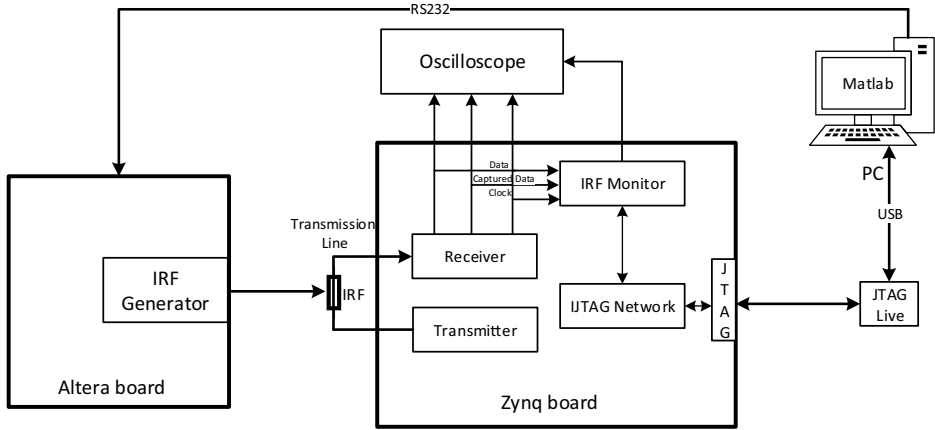 RS232
Oscilloscope
Matlab
PC
USB
Data
Captured Data
Clock
IRF Monitor
Transmission
Line
Receiver
IRF
Generator
IRF
IJTAG Network
J
T
A
G
JTAG
Live
Transmitter
Altera board
Zynq board